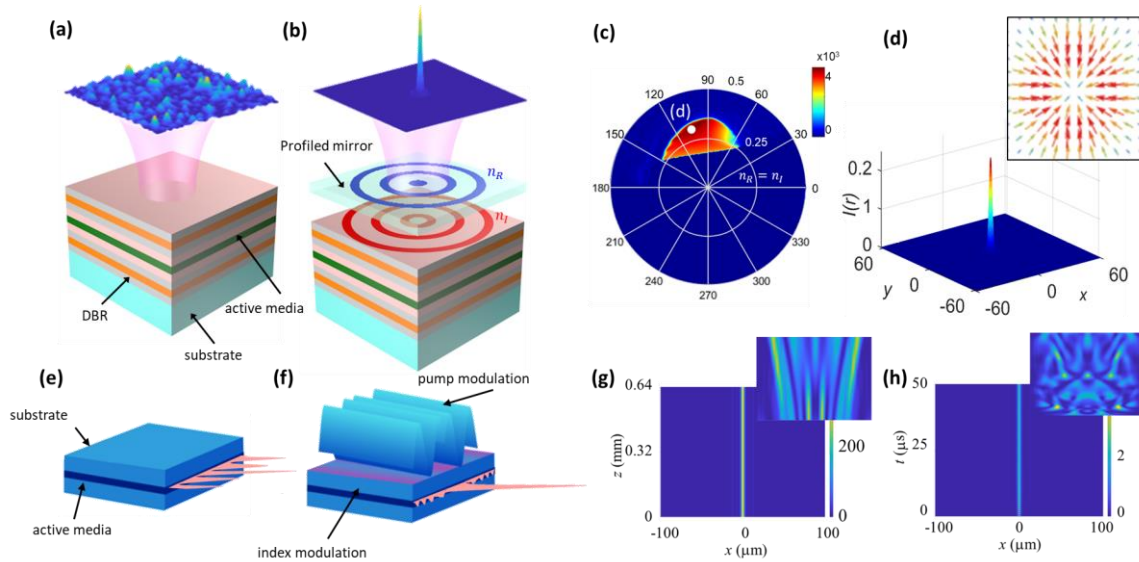 (a)
(b)
Profiled mirror
n_R
n_I
DBR
active media
substrate
(c)
x10³
4
0
90
0.5
120
60
(d)
150
30
0.25
n_R = n_I
180
0
210
330
240
300
270
(d)
I(r)
0.2
0.1
0
60
0
-60
y
-60
0
60
x
(e)
substrate
active media
(f)
pump modulation
index modulation
(g)
z (mm)
0.64
0.32
0
200
0
-100
0
100
x (μm)
(h)
t (μs)
50
25
0
2
0
-100
0
100
x (μm)